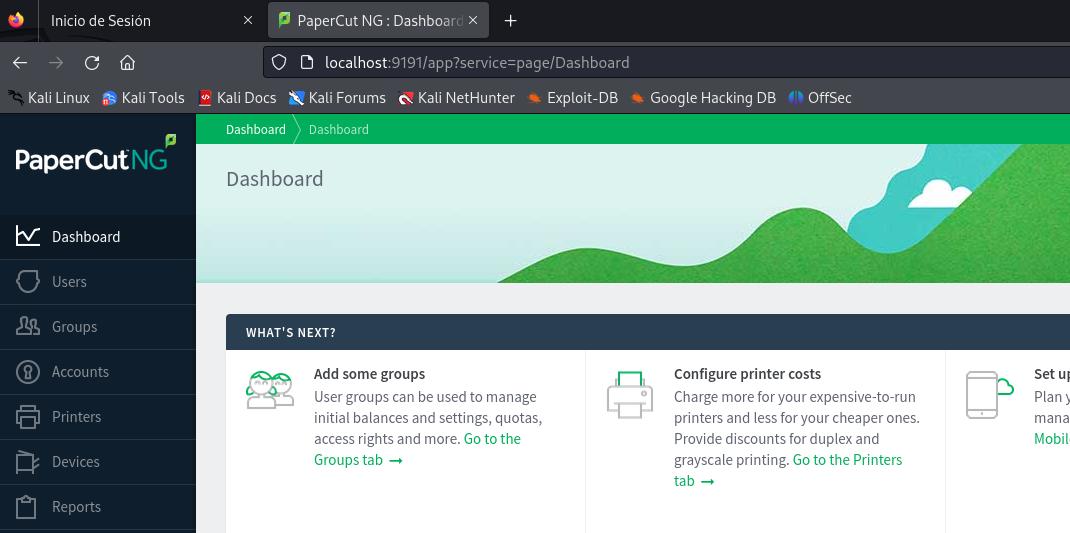 Inicio de Sesión
PaperCut NG : Dashboard
localhost:9191/app?service=page/Dashboard
Kali Linux Kali Tools Kali Docs Kali Forums Kali NetHunter Exploit-DB Google Hacking DB OffSec
PaperCut NG
Dashboard Dashboard
Dashboard
Dashboard
Users
Groups
Accounts
Printers
Devices
Reports
WHAT'S NEXT?
Add some groups
User groups can be used to manage
initial balances and settings, quotas,
access rights and more. Go to the
Groups tab →
Configure printer costs
Charge more for your expensive-to-run
printers and less for your cheaper ones.
Provide discounts for duplex and
grayscale printing. Go to the Printers
tab →
Set up
Plan y
mana
Mobil